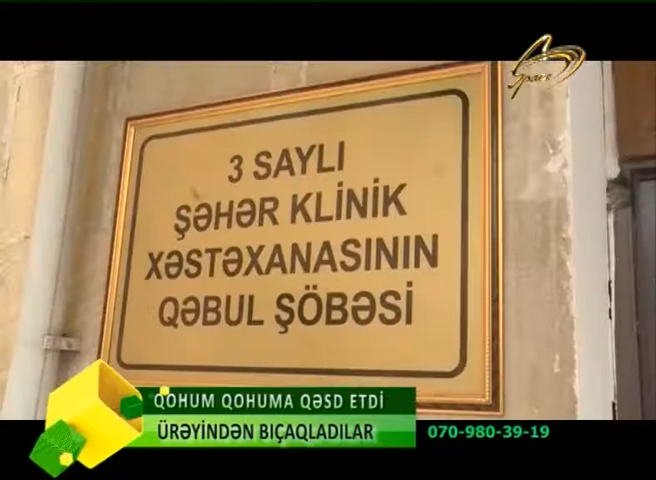 Space
3 SAYLI
ŞƏHƏR KLİNİK
XƏSTƏXANASININ
QƏBUL ŞÖBƏSİ
QOHUM QOHUMA QƏSD ETDİ
ÜRƏYİNDƏN BIÇAQLADILAR
070-980-39-19